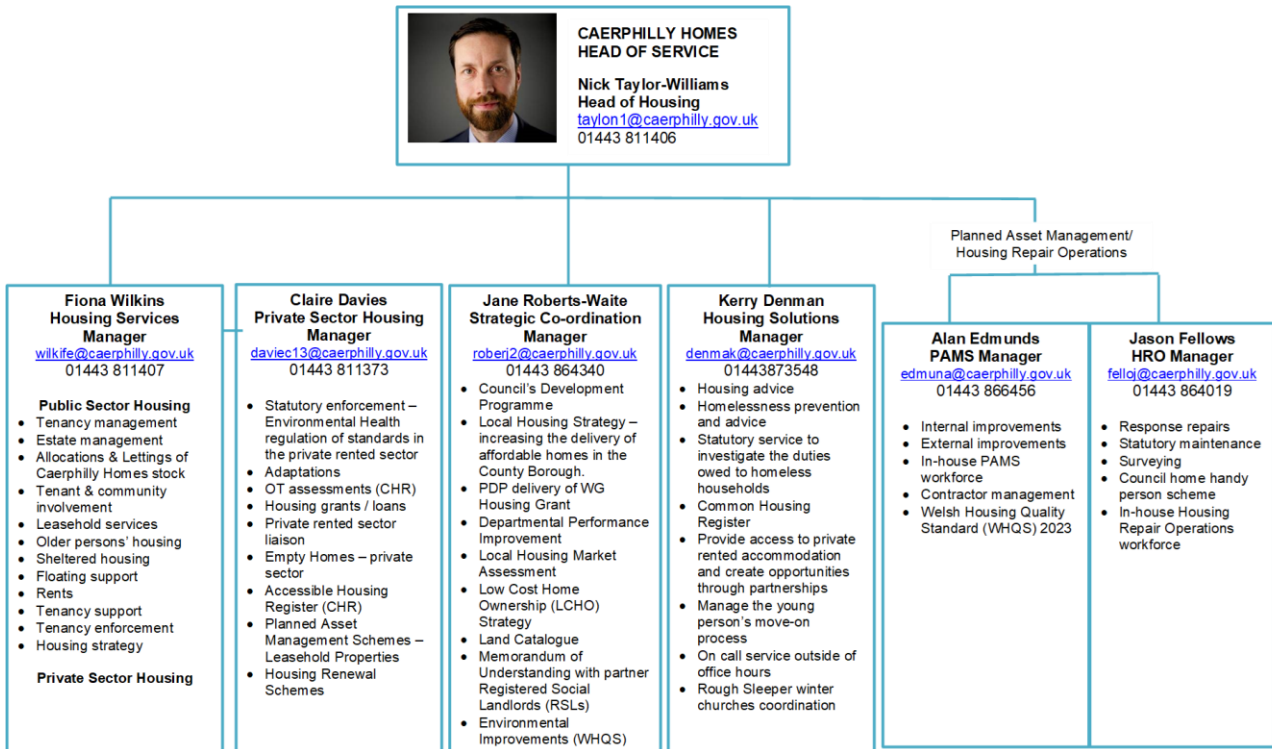 CAERPHILLY HOMES
HEAD OF SERVICE
Nick Taylor-Williams
Head of Housing
taylon1@caerphilly.gov.uk
01443 811406
Planned Asset Management/
Housing Repair Operations
Fiona Wilkins
Housing Services
Manager
wilkife@caerphilly.gov.uk
01443 811407
Public Sector Housing
• Tenancy management
• Estate management
• Allocations & Lettings of
Caerphilly Homes stock
• Tenant & community
involvement
• Leasehold services
• Older persons' housing
• Sheltered housing
• Floating support
• Rents
• Tenancy support
• Tenancy enforcement
• Housing strategy
Private Sector Housing
Claire Davies
Private Sector Housing
Manager
daviec13@caerphilly.gov.uk
01443 811373
• Statutory enforcement –
Environmental Health
regulation of standards in
the private rented sector
• Adaptations
• OT assessments (CHR)
• Housing grants / loans
• Private rented sector
liaison
• Empty Homes – private
sector
• Accessible Housing
Register (CHR)
• Planned Asset
Management Schemes –
Leasehold Properties
• Housing Renewal
Schemes
Jane Roberts-Waite
Strategic Co-ordination
Manager
roberj2@caerphilly.gov.uk
01443 864340
• Council's Development
Programme
• Local Housing Strategy –
increasing the delivery of
affordable homes in the
County Borough.
• PDP delivery of WG
Housing Grant
• Departmental Performance
Improvement
• Local Housing Market
Assessment
• Low Cost Home
Ownership (LCHO)
Strategy
• Land Catalogue
• Memorandum of
Understanding with partner
Registered Social
Landlords (RSLs)
• Environmental
Improvements (WHQS)
Kerry Denman
Housing Solutions
Manager
denmak@caerphilly.gov.uk
01443873548
• Housing advice
• Homelessness prevention
and advice
• Statutory service to
investigate the duties
owed to homeless
households
• Common Housing
Register
• Provide access to private
rented accommodation
and create opportunities
through partnerships
• Manage the young
person's move-on
process
• On call service outside of
office hours
• Rough Sleeper winter
churches coordination
Alan Edmunds
PAMS Manager
edmuna@caerphilly.gov.uk
01443 866456
• Internal improvements
• External improvements
• In-house PAMS
workforce
• Contractor management
• Welsh Housing Quality
Standard (WHQS) 2023
Jason Fellows
HRO Manager
felloj@caerphilly.gov.uk
01443 864019
• Response repairs
• Statutory maintenance
• Surveying
• Council home handy
person scheme
• In-house Housing
Repair Operations
workforce